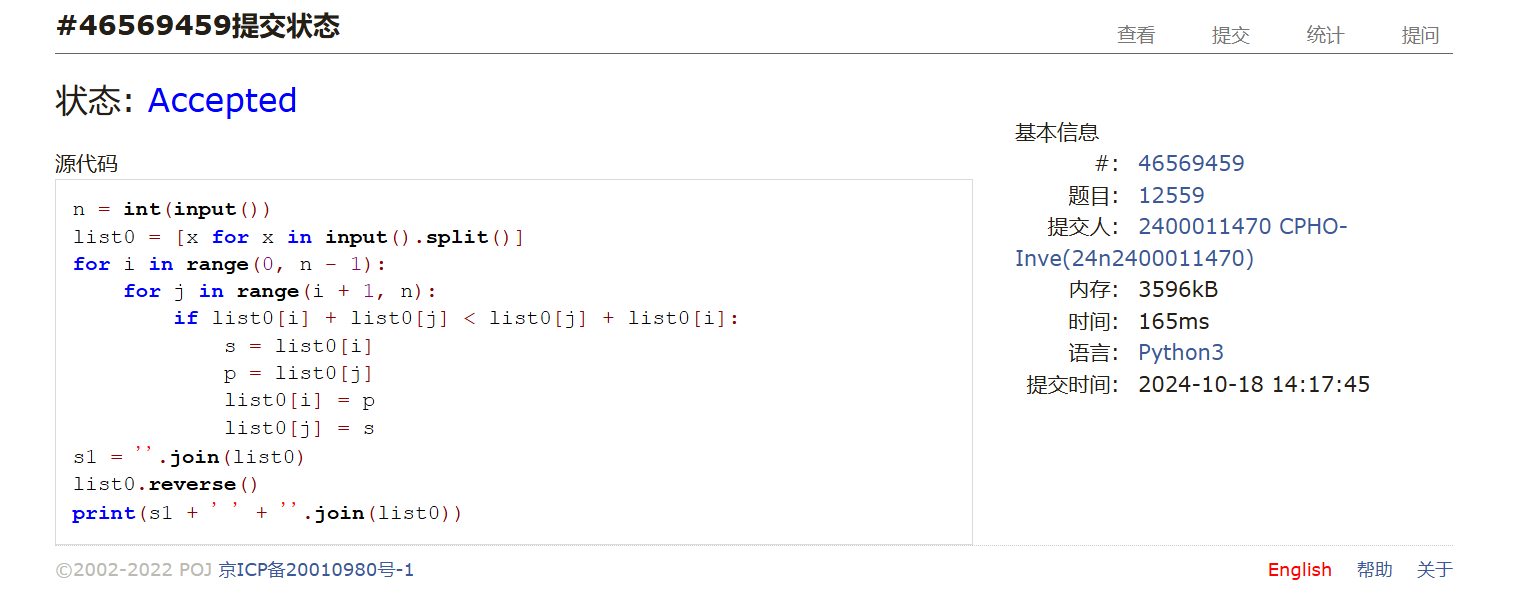 #46569459提交状态
查看 提交 统计 提问
状态: Accepted
源代码
n = int(input())
list0 = [x for x in input().split()]
for i in range(0, n - 1):
    for j in range(i + 1, n):
        if list0[i] + list0[j] < list0[j] + list0[i]:
            s = list0[i]
            p = list0[j]
            list0[i] = p
            list0[j] = s
s1 = ''.join(list0)
list0.reverse()
print(s1 + ' ' + ''.join(list0))
基本信息
#: 46569459
题目: 12559
提交人: 2400011470 CPHO-
Inve(24n2400011470)
内存: 3596kB
时间: 165ms
语言: Python3
提交时间: 2024-10-18 14:17:45
©2002-2022 POJ 京ICP备20010980号-1
English 帮助 关于